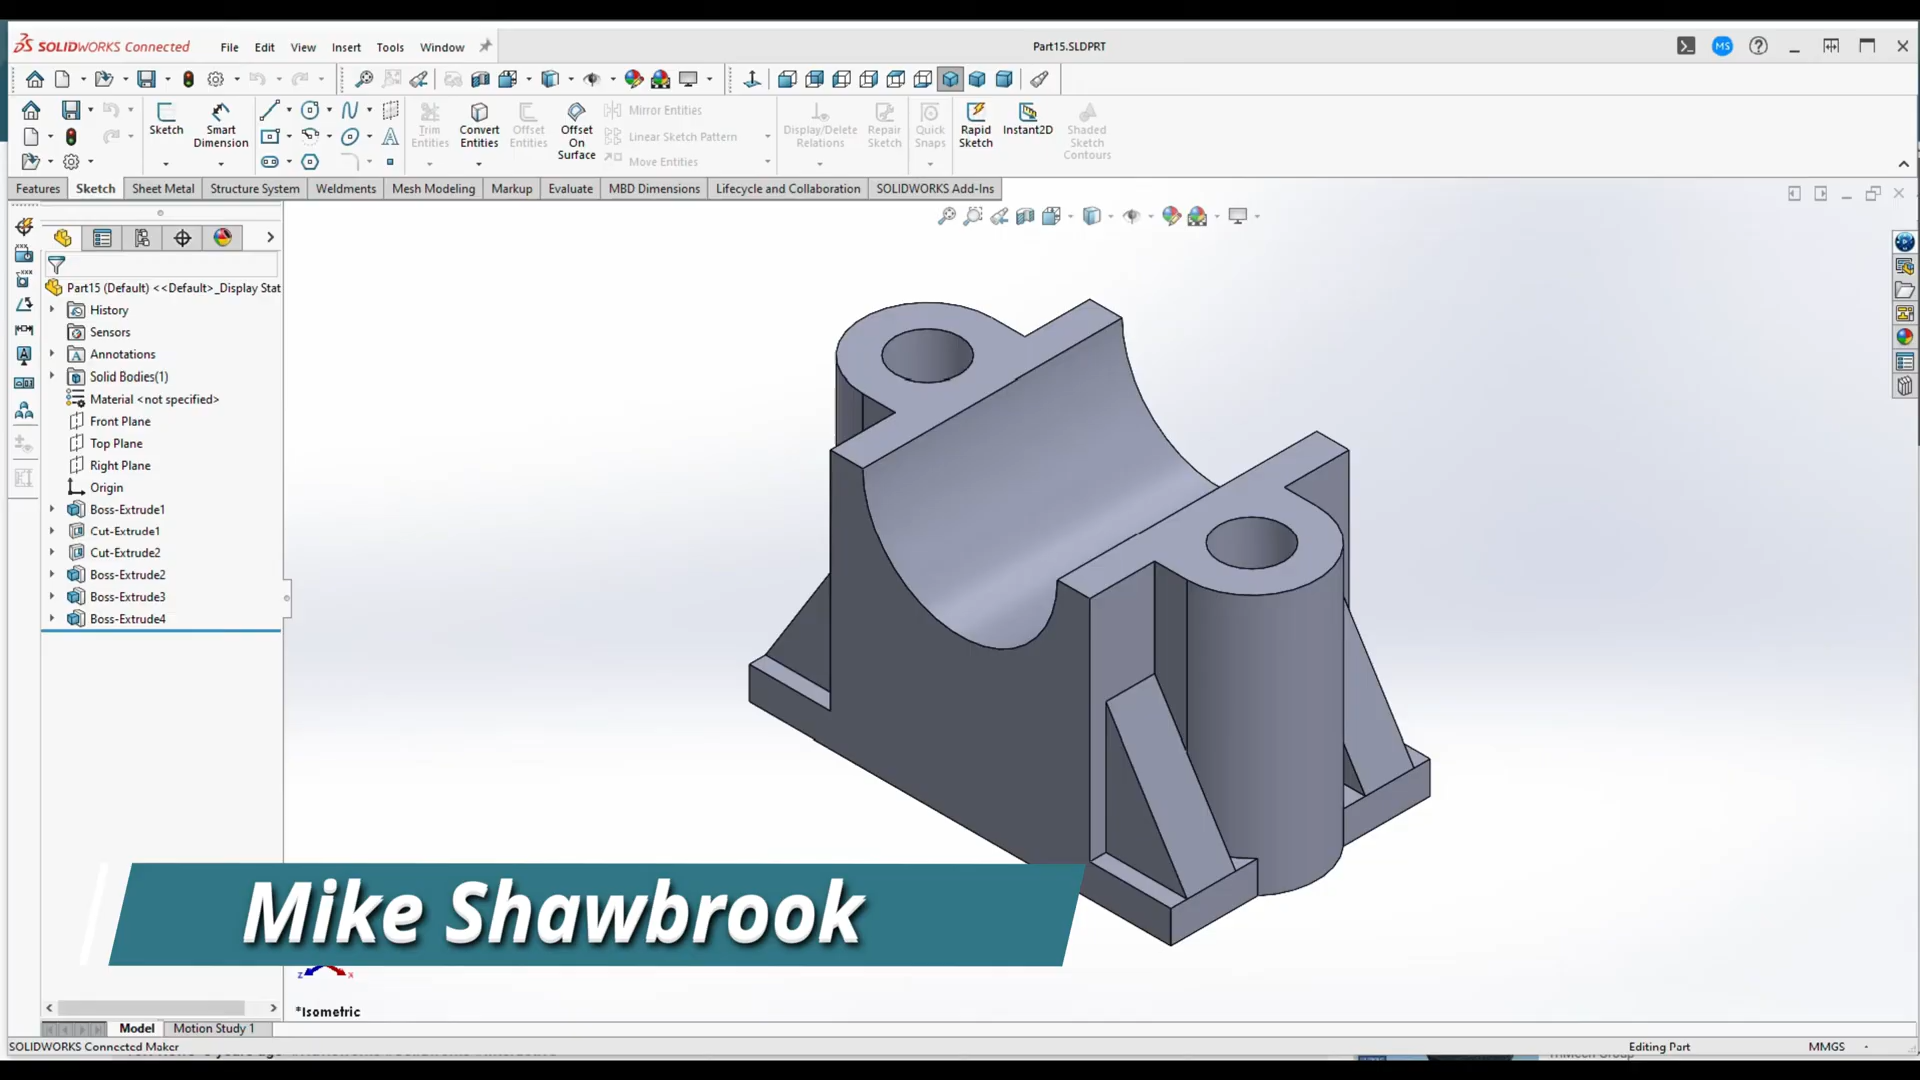 SOLIDWORKS Connected File Edit View Insert Tools Window Part15.SLDPRT MS
Sketch Smart Dimension Trim Entities Convert Entities Offset Entities Offset On Surface Mirror Entities Linear Sketch Pattern Move Entities Display/Delete Relations Repair Sketch Quick Snaps Rapid Sketch Instant2D Shaded Sketch Contours
Features Sketch Sheet Metal Structure System Weldments Mesh Modeling Markup Evaluate MBD Dimensions Lifecycle and Collaboration SOLIDWORKS Add-Ins
Part15 (Default) <<Default>_Display Stat
History
Sensors
Annotations
Solid Bodies(1)
Material <not specified>
Front Plane
Top Plane
Right Plane
Origin
Boss-Extrude1
Cut-Extrude1
Cut-Extrude2
Boss-Extrude2
Boss-Extrude3
Boss-Extrude4
Mike Shawbrook
Z X
*Isometric
Model Motion Study 1
SOLIDWORKS Connected Maker Editing Part MMGS -